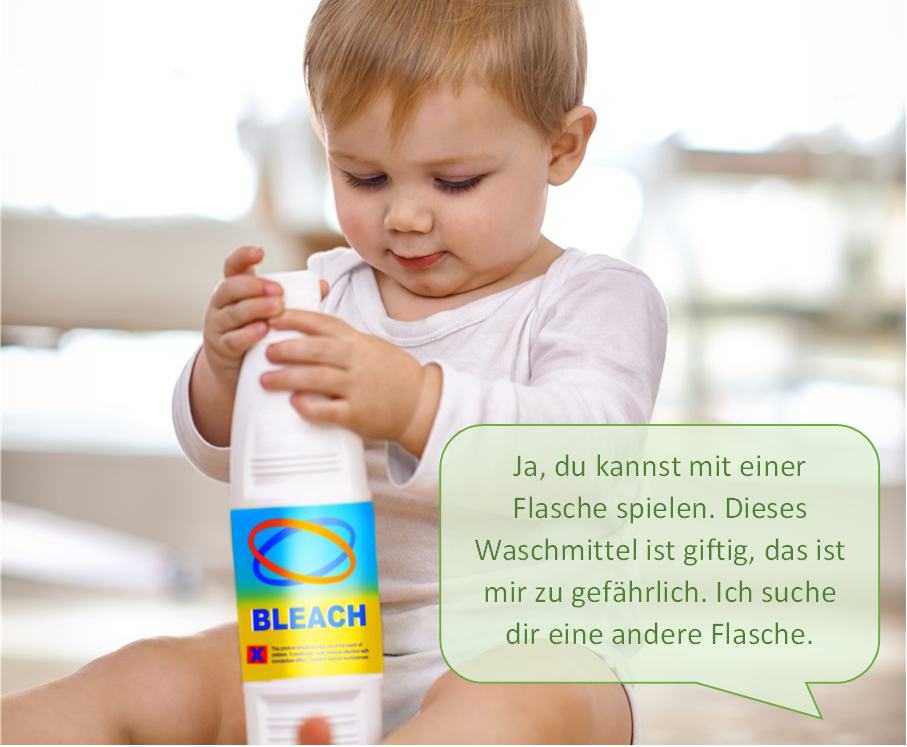 BLEACH
Ja, du kannst mit einer
Flasche spielen. Dieses
Waschmittel ist giftig, das ist
mir zu gefährlich. Ich suche
dir eine andere Flasche.